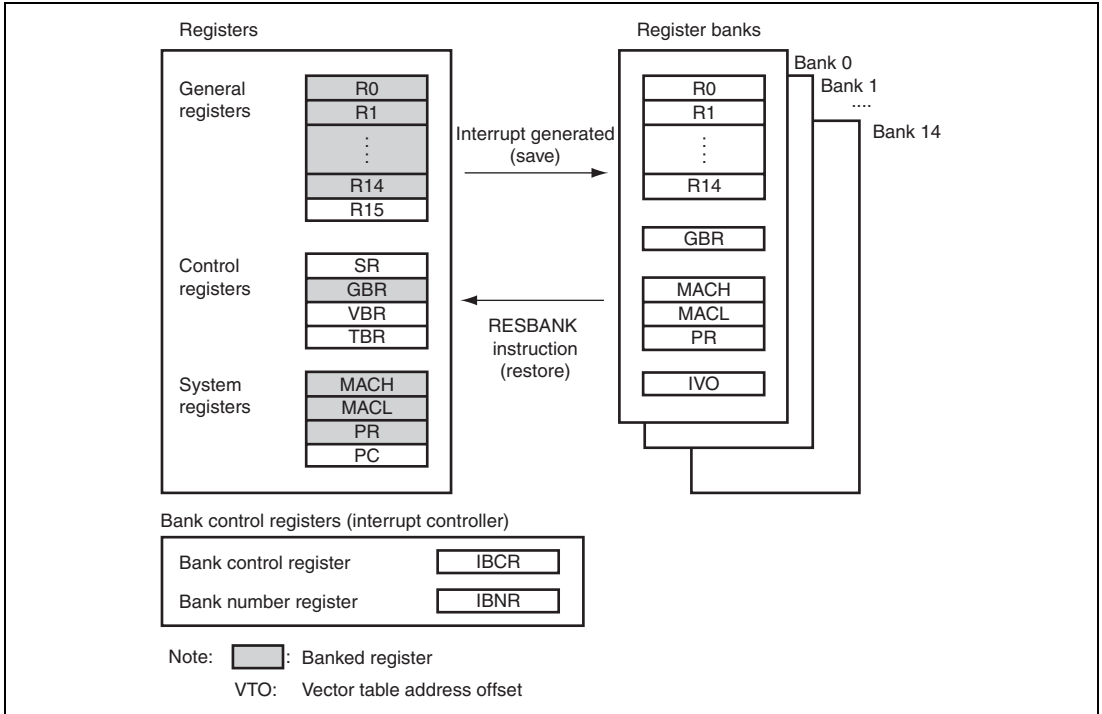 Registers
General
registers
R0
R1
⋮
R14
R15
Control
registers
SR
GBR
VBR
TBR
System
registers
MACH
MACL
PR
PC
Interrupt generated
(save)
RESBANK
instruction
(restore)
Register banks
Bank 0
Bank 1
....
Bank 14
R0
R1
⋮
R14
GBR
MACH
MACL
PR
IVO
Bank control registers (interrupt controller)
Bank control register IBCR
Bank number register IBNR
Note: : Banked register
VTO: Vector table address offset